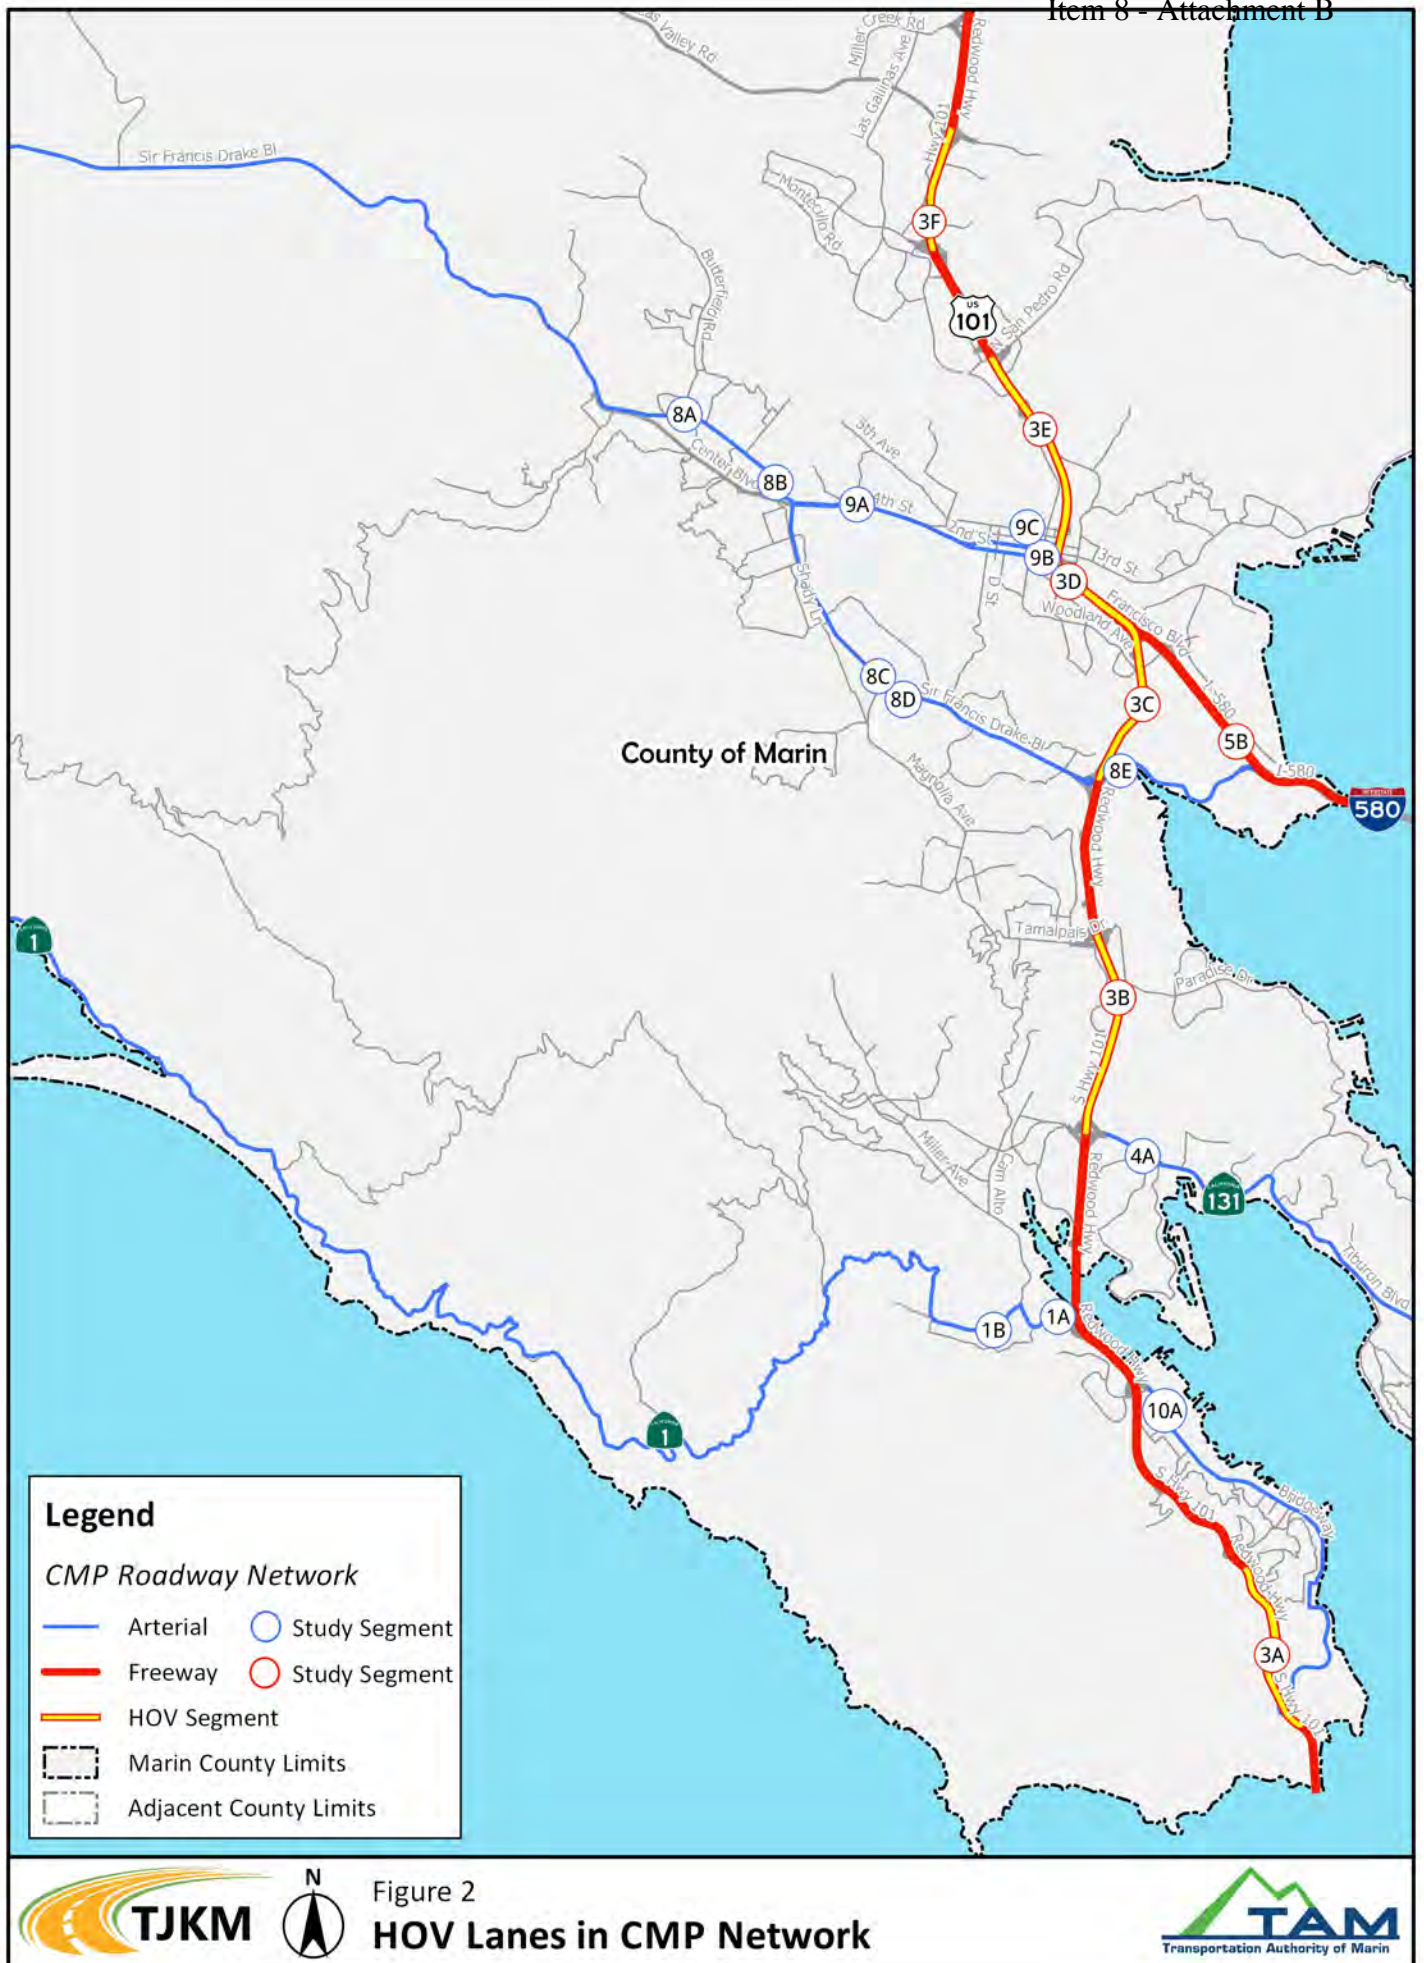 Item 8 - Attachment B
Miller Creek Rd
Las Gallinas Ave
Redwood Hwy
Valley Rd
Hwy 101
Sir Francis Drake Bl
Montecillo Rd
3F
Butterfield Rd
US
101
N San Pedro Rd
8A
3E
5th Ave
Center Blvd
8B
9A
4th St
9C
2nd St
9B
3rd St
3D
D St
Francisco Blvd
Woodland Ave
Shady Ln
8C
8D
Sir Francis Drake Bl
3C
I-580
5B
County of Marin
8E
I-580
INTERSTATE
580
Magnolia Ave
Redwood Hwy
Tamalpais Dr
1
Paradise Dr
3B
S Hwy 101
Miller Ave
Cam Alto
4A
Redwood Hwy
CALIFORNIA
131
Tiburon Blvd
1B
1A
Redwood Hwy
10A
1
S Hwy 101
Bridgeway
Redwood Hwy
3A
S Hwy 101
Legend
CMP Roadway Network
Arterial
Study Segment
Freeway
Study Segment
HOV Segment
Marin County Limits
Adjacent County Limits
TJKM
N
Figure 2
HOV Lanes in CMP Network
TAM
Transportation Authority of Marin